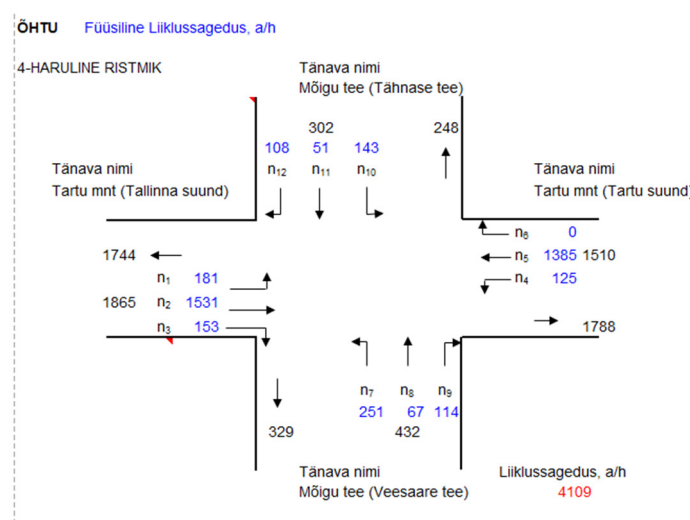 ÕHTU Füüsiline Liiklussagedus, a/h
4-HARULINE RISTMIK
Tänava nimi
Mõigu tee (Tähnase tee)
302 248
108 51 143
n12 n11 n10
Tänava nimi
Tartu mnt (Tallinna suund)
Tänava nimi
Tartu mnt (Tartu suund)
n6 0
1744 n5 1385 1510
n1 181 n4 125
1865 n2 1531
n3 153 1788
n7 n8 n9
251 67 114
329 432
Tänava nimi
Mõigu tee (Veesaare tee)
Liiklussagedus, a/h
4109